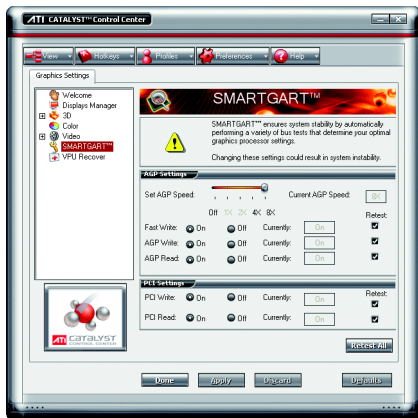 ATI CATALYST™ Control Center
View Hotkeys Profiles Preferences Help
Graphics Settings
Welcome
Displays Manager
3D
Color
Video
SMARTGART™
VPU Recover
SMARTGART™
SMARTGART™ ensures system stability by automatically
performing a variety of bus tests that determine your optimal
graphics processor settings.
Changing these settings could result in system instability.
AGP Settings
Set AGP Speed:
Current AGP Speed: 8X
Off 1X 2X 4X 8X
Retest:
Fast Write: On Off Currently: On
AGP Write: On Off Currently: On
AGP Read: On Off Currently: On
PCI Settings
Retest:
PCI Write: On Off Currently: On
PCI Read: On Off Currently: On
ATI CATALYST
CONTROL CENTER
Retest All
Done Apply Discard Defaults